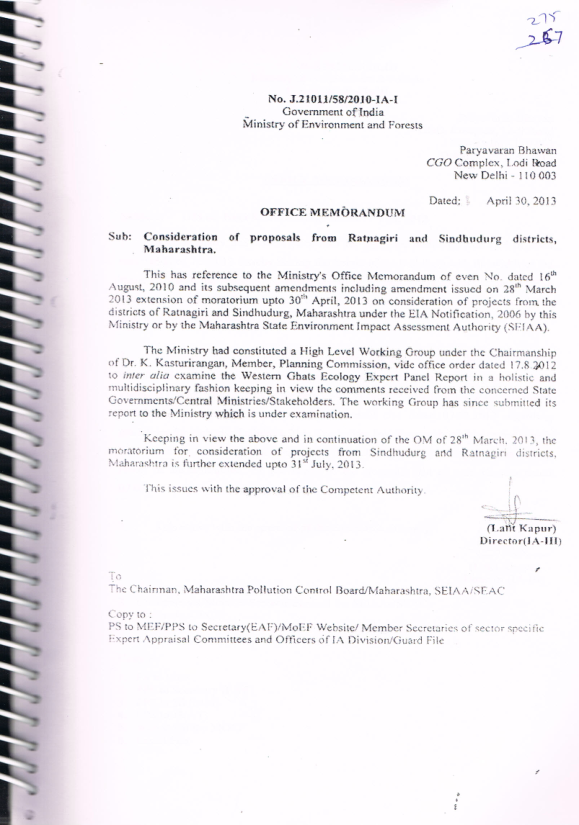 275
267
No. J.21011/58/2010-IA-I
Government of India
Ministry of Environment and Forests
Paryavaran Bhawan
CGO Complex, Lodi Road
New Delhi - 110 003
Dated: April 30, 2013
OFFICE MEMORANDUM
Sub: Consideration of proposals from Ratnagiri and Sindhudurg districts,
Maharashtra.
This has reference to the Ministry's Office Memorandum of even No. dated 16th
August, 2010 and its subsequent amendments including amendment issued on 28th March
2013 extension of moratorium upto 30th April, 2013 on consideration of projects from the
districts of Ratnagiri and Sindhudurg, Maharashtra under the EIA Notification, 2006 by this
Ministry or by the Maharashtra State Environment Impact Assessment Authority (SEIAA).
The Ministry had constituted a High Level Working Group under the Chairmanship
of Dr. K. Kasturirangan, Member, Planning Commission, vide office order dated 17.8.2012
to inter alia examine the Western Ghats Ecology Expert Panel Report in a holistic and
multidisciplinary fashion keeping in view the comments received from the concerned State
Governments/Central Ministries/Stakeholders. The working Group has since submitted its
report to the Ministry which is under examination.
Keeping in view the above and in continuation of the OM of 28th March, 2013, the
moratorium for consideration of projects from Sindhudurg and Ratnagiri districts,
Maharashtra is further extended upto 31st July, 2013.
This issues with the approval of the Competent Authority.
(Lalit Kapur)
Director(IA-III)
To
The Chairman, Maharashtra Pollution Control Board/Maharashtra, SEIAA/SEAC
Copy to :
PS to MEF/PPS to Secretary(EAF)/MoEF Website/ Member Secretaries of sector specific
Expert Appraisal Committees and Officers of IA Division/Guard File